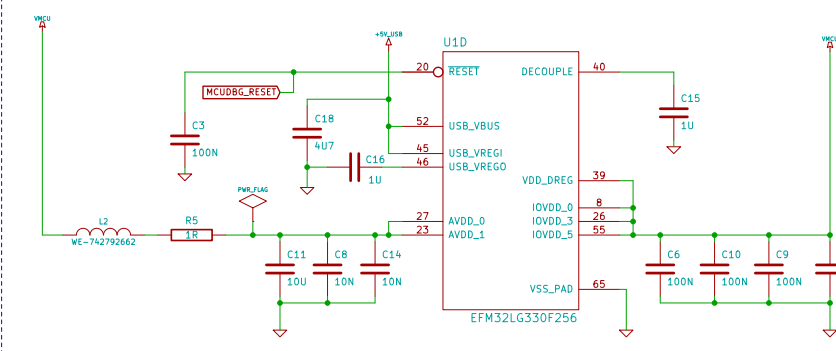 VMCU
+5V_USB
VMCU
U1D
20
RESET
DECOUPLE
40
MCUDBG_RESET
C15
1U
C3
100N
C18
4U7
52
USB_VBUS
45
USB_VREGI
46
USB_VREGO
C16
1U
VDD_DREG
39
PWR_FLAG
IOVDD_0
8
L2
WE-742792662
R5
1R
27
AVDD_0
IOVDD_3
26
23
AVDD_1
IOVDD_5
55
C11
10U
C8
10N
C14
10N
C6
100N
C10
100N
C9
100N
VSS_PAD
65
EFM32LG330F256